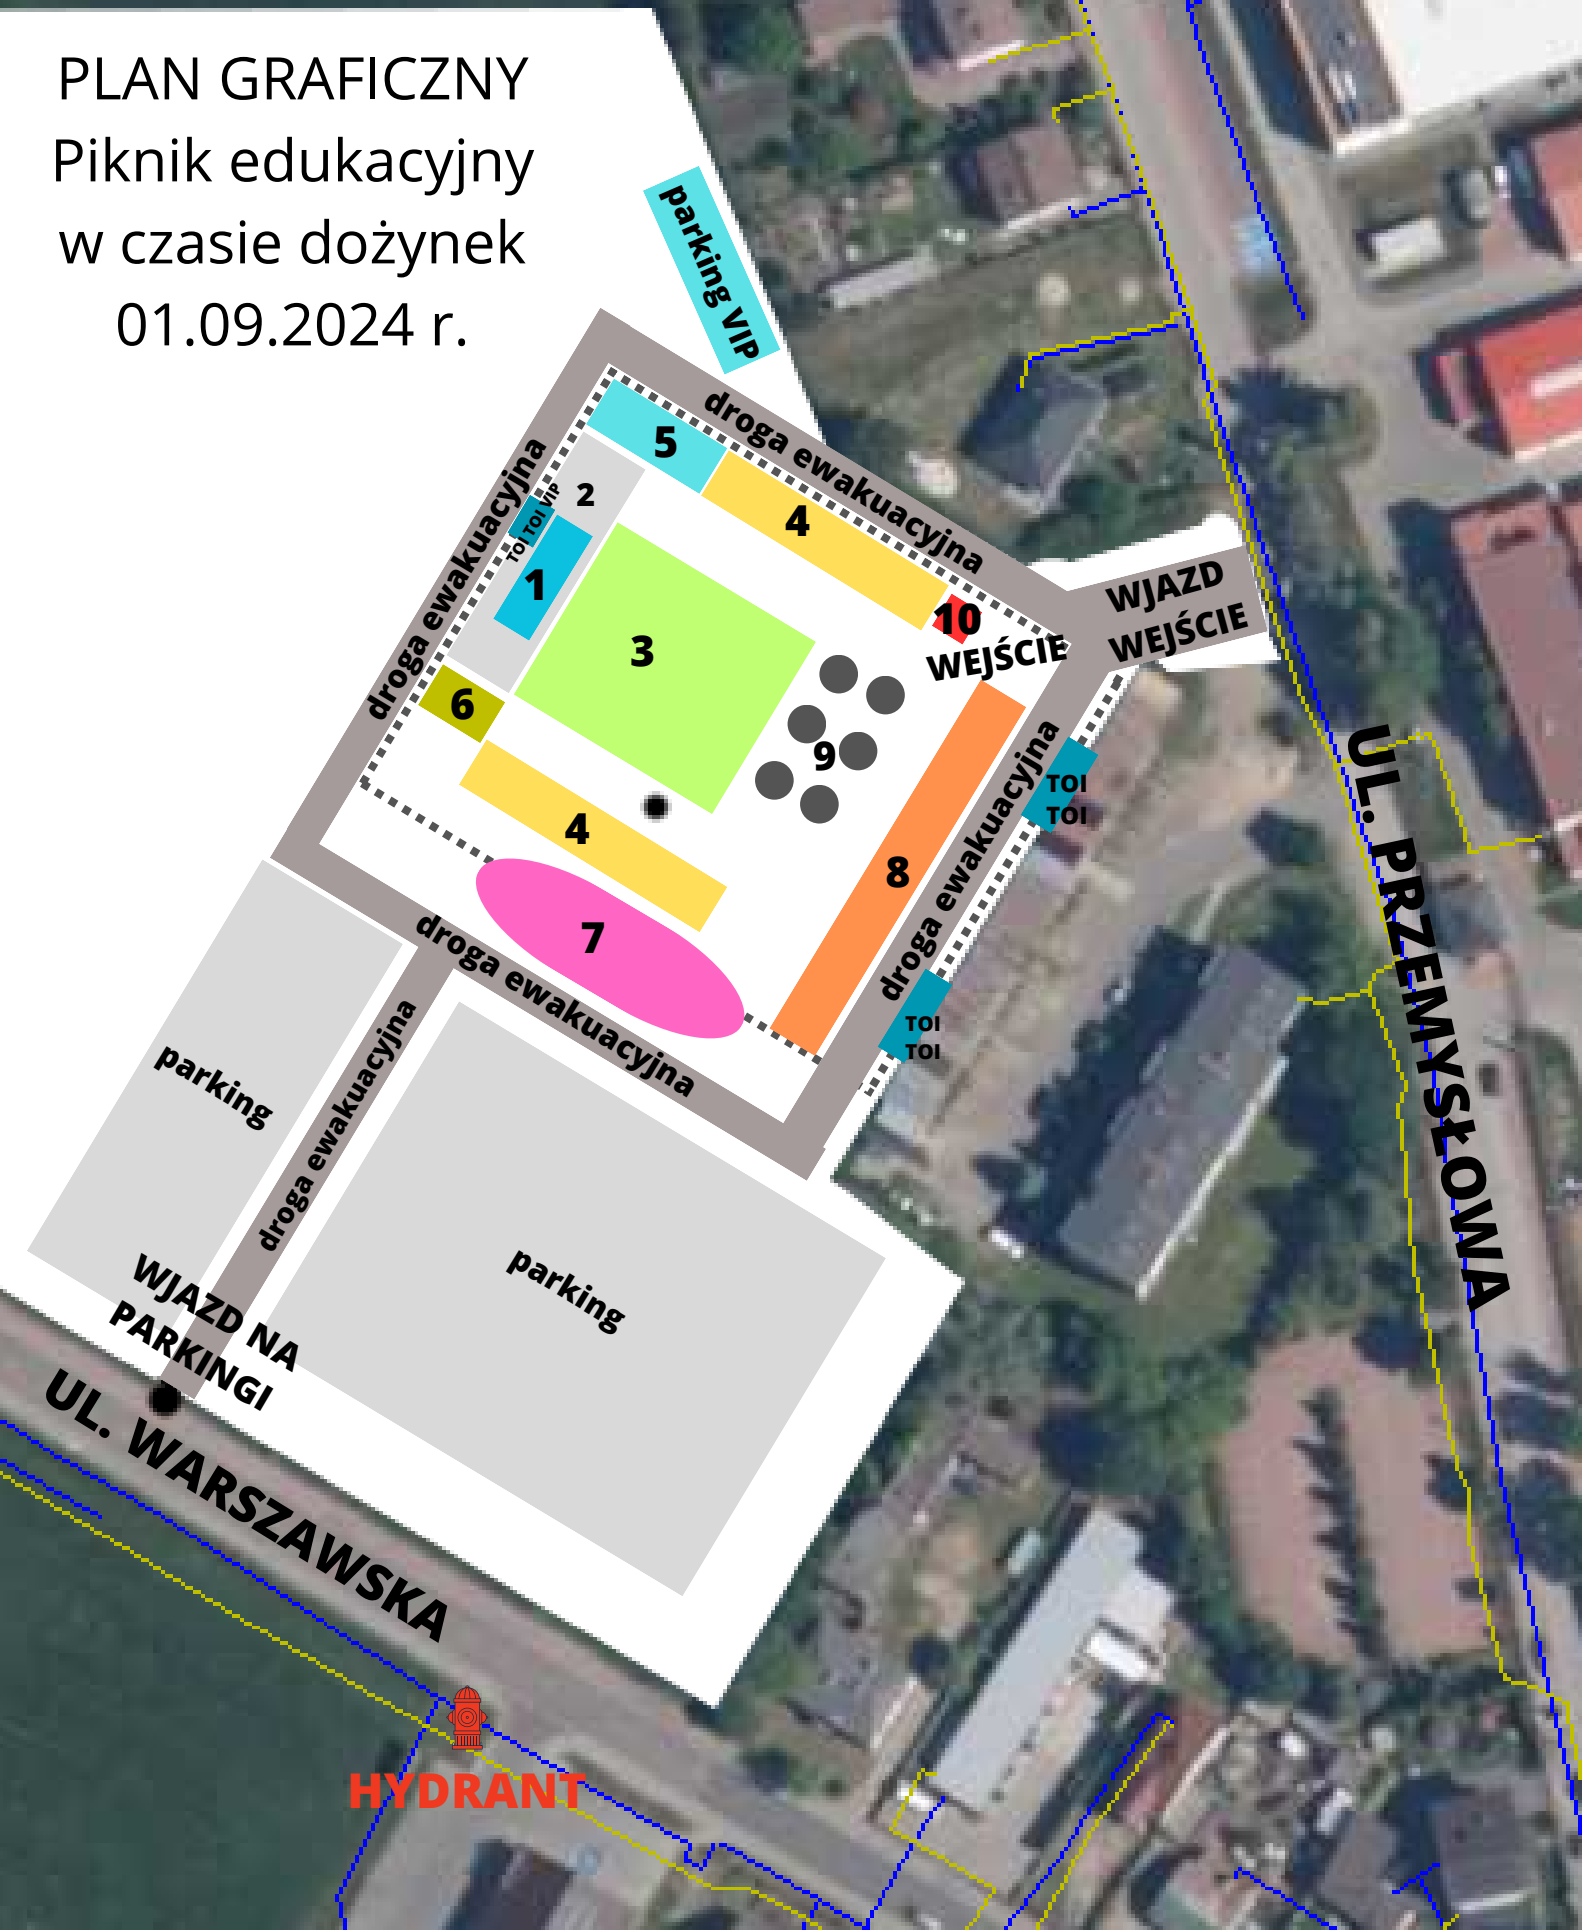 PLAN GRAFICZNY
Piknik edukacyjny
w czasie dożynek
01.09.2024 r.
parking VIP
droga ewakuacyjna
droga ewakuacyjna
5
4
2
TOI TOI VIP
1
3
10
WEJŚCIE
WJAZD
WEJŚCIE
6
9
4
8
7
droga ewakuacyjna
TOI
TOI
TOI
TOI
UL. PRZEMYSŁOWA
droga ewakuacyjna
droga ewakuacyjna
parking
parking
WJAZD NA
PARKINGI
UL. WARSZAWSKA
HYDRANT